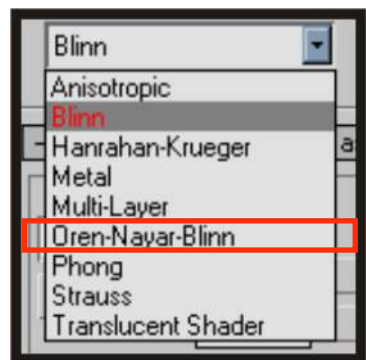 Blinn
Anisotropic
Blinn
Hanrahan-Krueger
Metal
Multi-Layer
Oren-Nayar-Blinn
Phong
Strauss
Translucent Shader